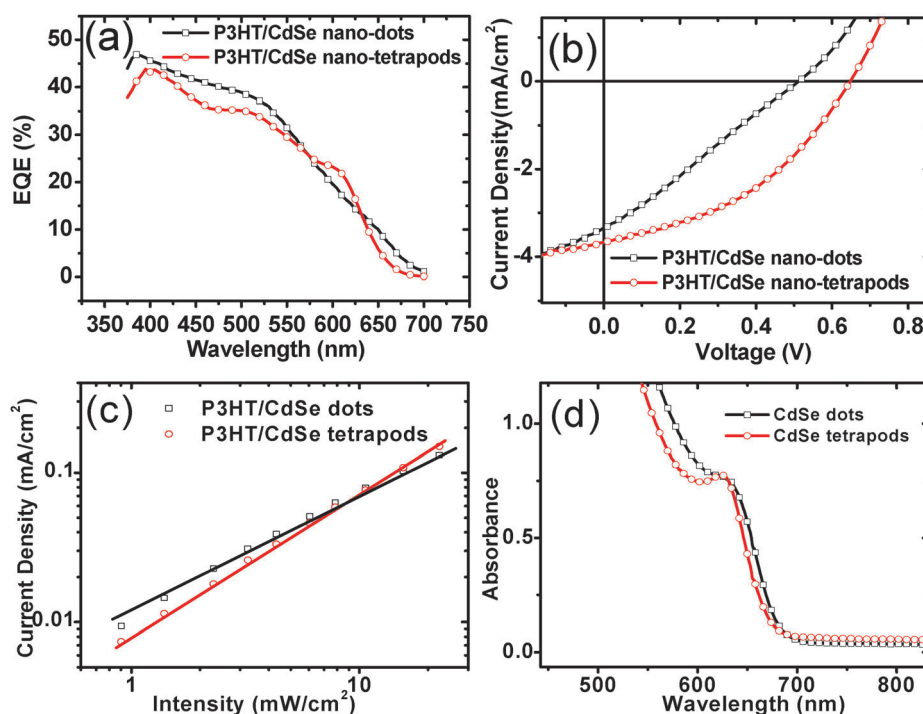 (a)
P3HT/CdSe nano-dots
P3HT/CdSe nano-tetrapods
EQE (%)
50
40
30
20
10
0
350 400 450 500 550 600 650 700 750
Wavelength (nm)
(b)
Current Density(mA/cm²)
0
-2
-4
P3HT/CdSe nano-dots
P3HT/CdSe nano-tetrapods
0.0 0.2 0.4 0.6 0.8
Voltage (V)
(c)
P3HT/CdSe dots
P3HT/CdSe tetrapods
Current Density (mA/cm²)
0.1
0.01
1 10
Intensity (mW/cm²)
(d)
CdSe dots
CdSe tetrapods
Absorbance
1.0
0.5
0.0
500 600 700 800
Wavelength (nm)